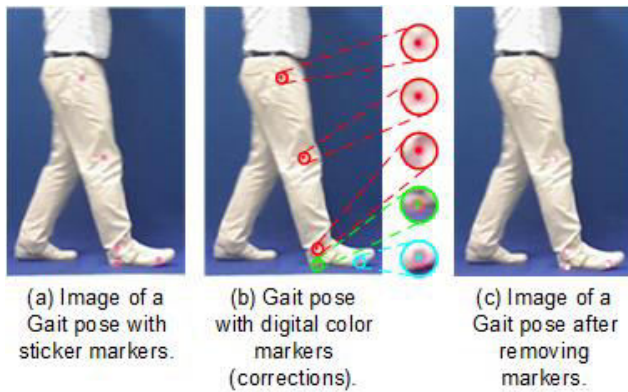 (a) Image of a
Gait pose with
sticker markers.
(b) Gait pose
with digital color
markers
(corrections).
(c) Image of a
Gait pose after
removing
markers.